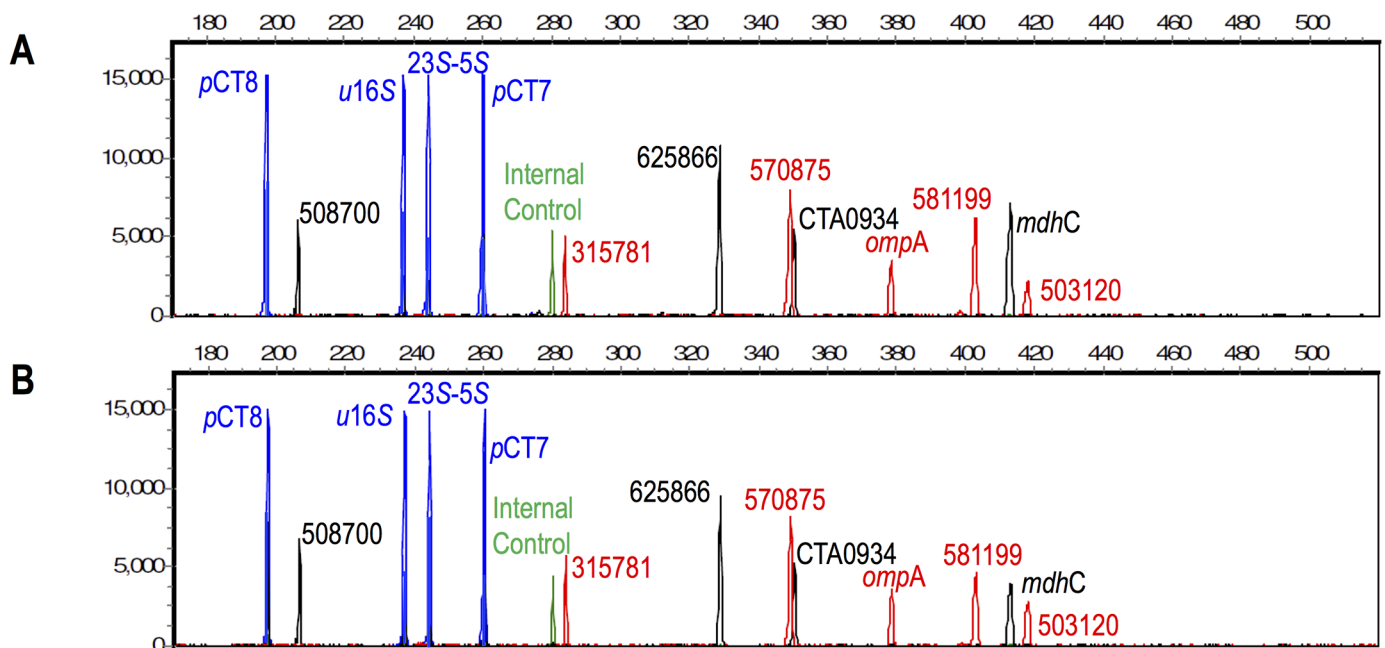 180 200 220 240 260 280 300 320 340 360 380 400 420 440 460 480 500
A
23S-5S
15,000
pCT8
u16S
pCT7
10,000
625866
Internal
Control
570875
508700
581199
CTA0934
mdhC
5,000
ompA
315781
503120
0
180 200 220 240 260 280 300 320 340 360 380 400 420 440 460 480 500
B
23S-5S
15,000
pCT8
u16S
pCT7
10,000
625866
570875
Internal
Control
508700
CTA0934
581199
5,000
315781
ompA
mdhC
503120
0